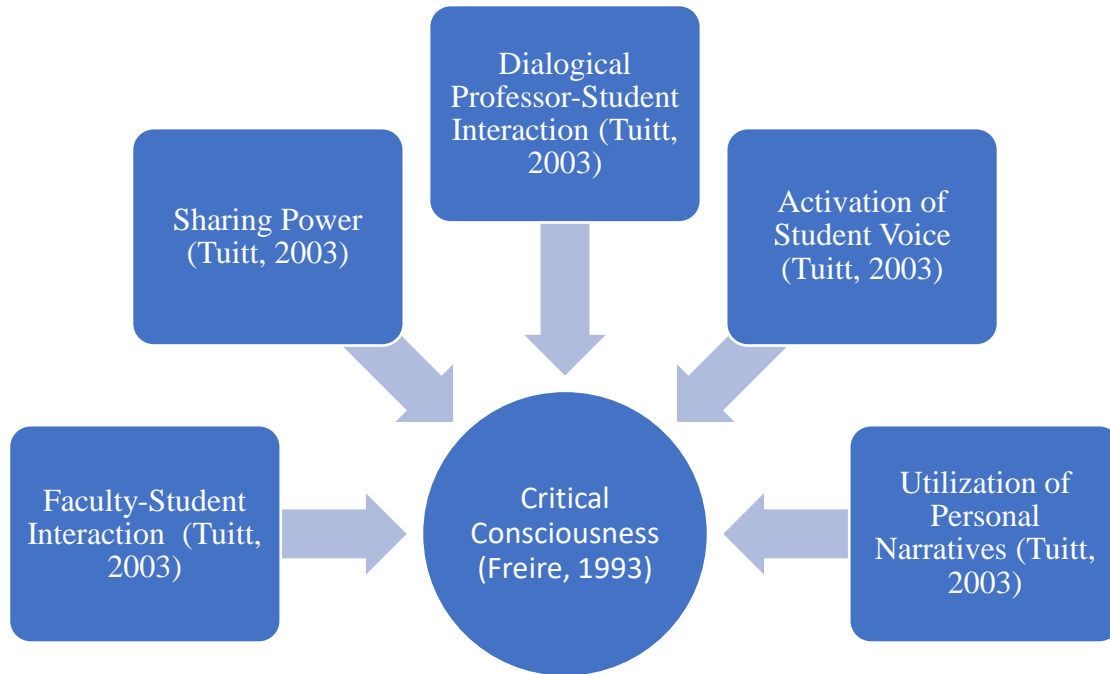 Dialogical
Professor-Student
Interaction (Tuitt,
2003)
Sharing Power
(Tuitt, 2003)
Activation of
Student Voice
(Tuitt, 2003)
Faculty-Student
Interaction (Tuitt,
2003)
Critical
Consciousness
(Freire, 1993)
Utilization of
Personal
Narratives (Tuitt,
2003)